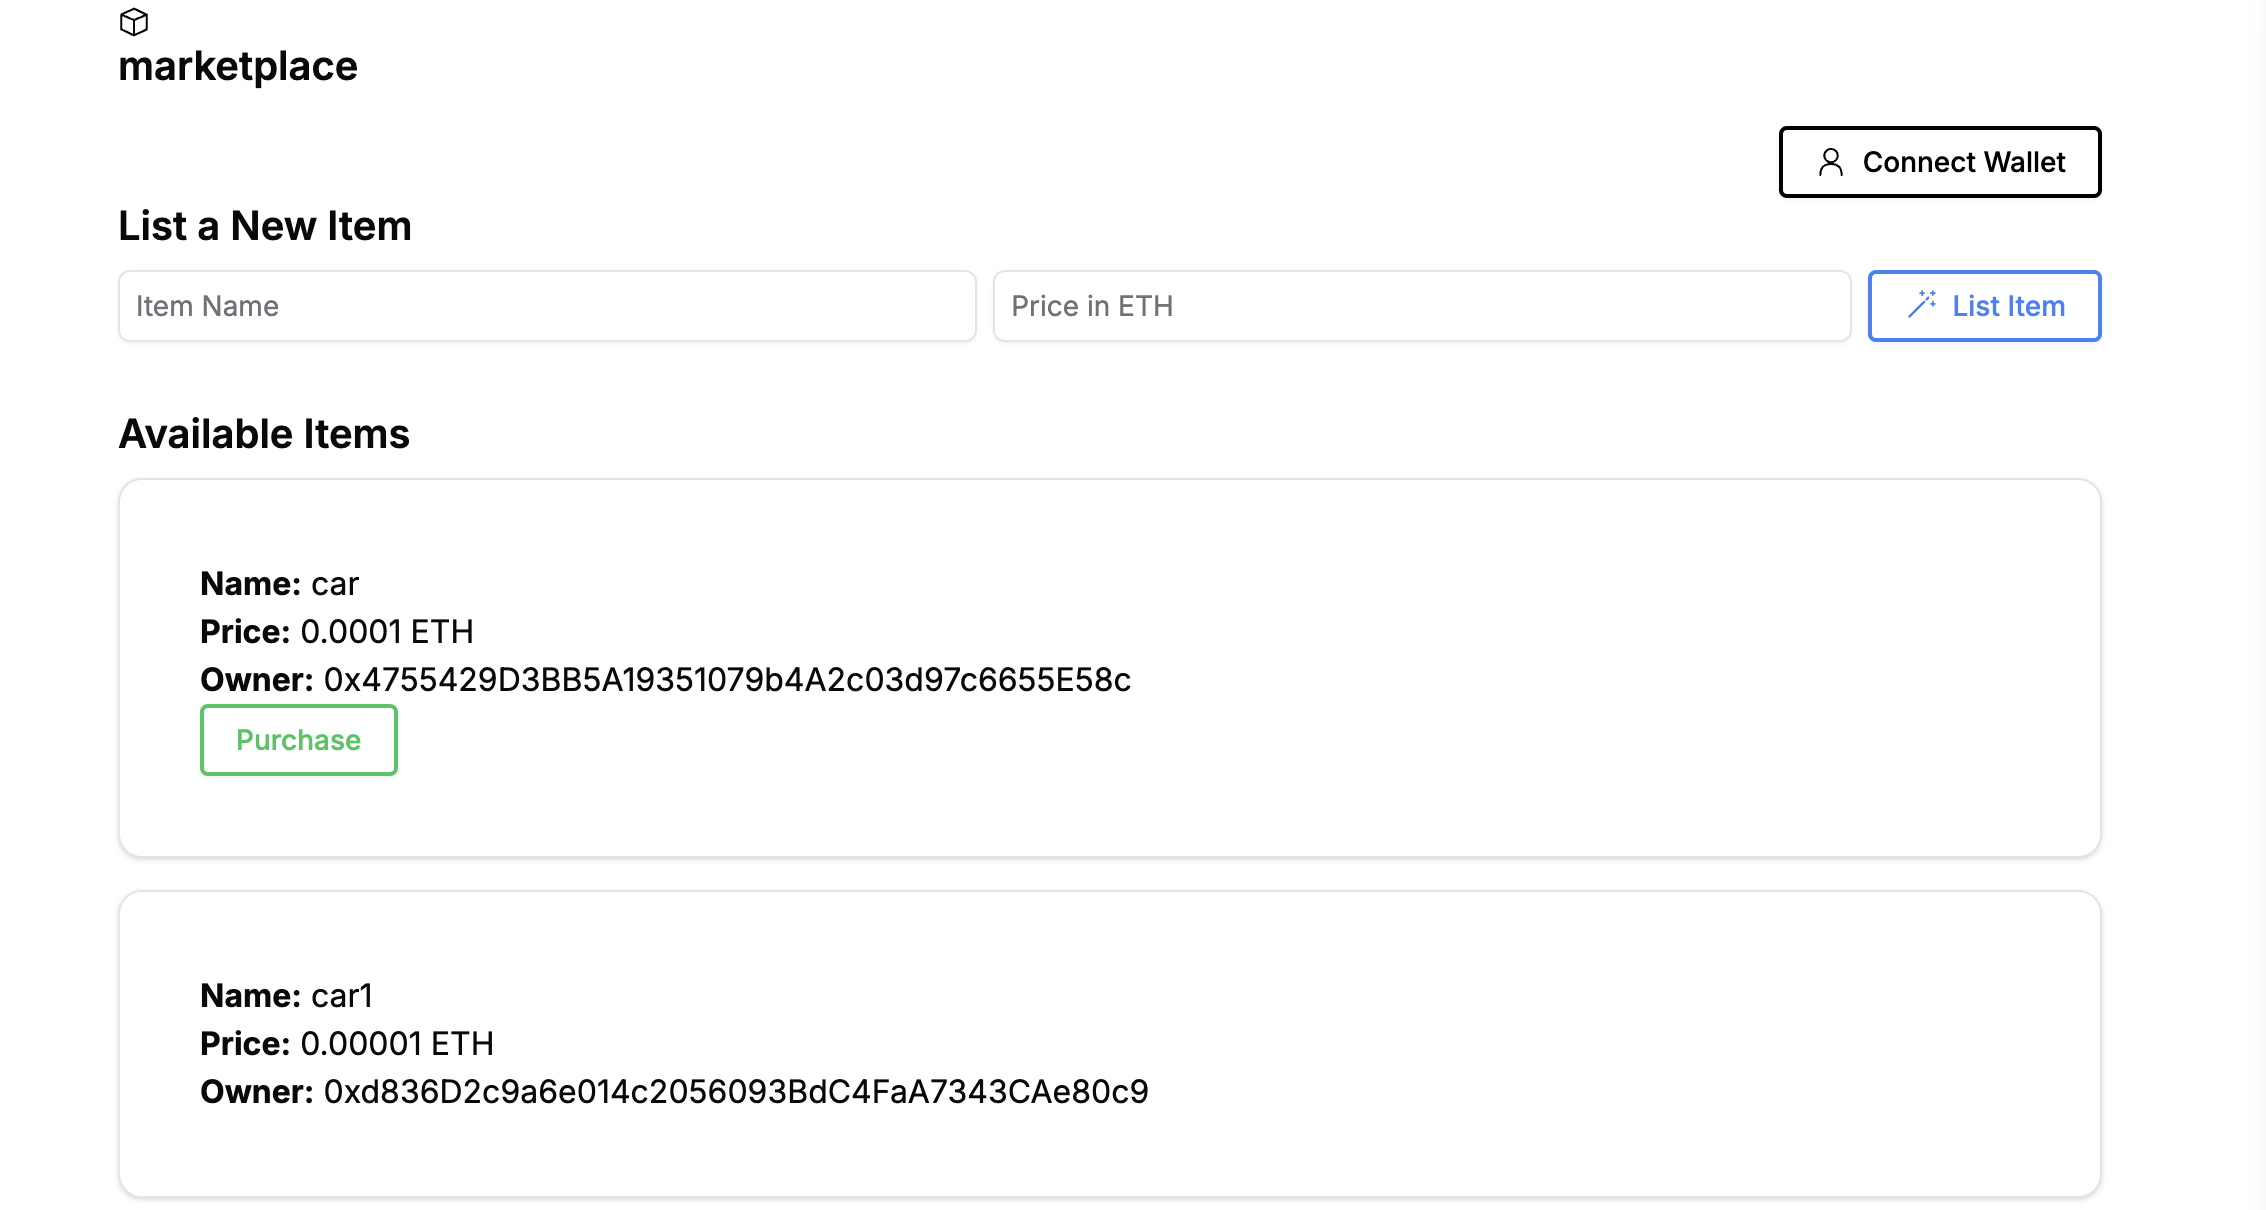 marketplace
Connect Wallet
List a New Item
Item Name
Price in ETH
List Item
Available Items
Name: car
Price: 0.0001 ETH
Owner: 0x4755429D3BB5A19351079b4A2c03d97c6655E58c
Purchase
Name: car1
Price: 0.00001 ETH
Owner: 0xd836D2c9a6e014c2056093BdC4FaA7343CAe80c9